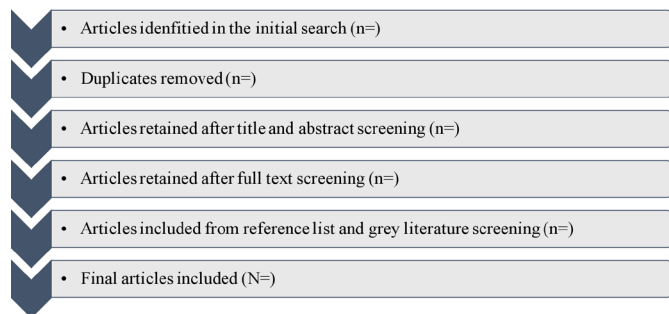 • Articles idenfitied in the initial search (n=)
• Duplicates removed (n=)
• Articles retained after title and abstract screening (n=)
• Articles retained after full text screening (n=)
• Articles included from reference list and grey literature screening (n=)
• Final articles included (N=)